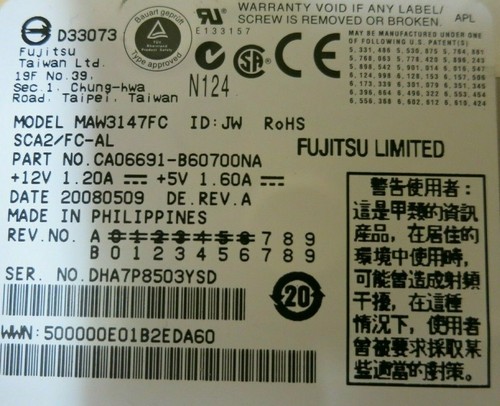 WARRANTY VOID IF ANY LABEL/
SCREW IS REMOVED OR BROKEN.
APL
D33073
Fujitsu
Taiwan Ltd.
19F No.39,
Sec.1, Chung-hwa
Road, Taipei, Taiwan
Bauart geprüft
Type approved
E133157
N124
MAY BE MANUFACTURED UNDER ONE
OF FOLLOWING U.S. PATENT(S)
MODEL MAW3147FC ID:JW RoHS
SCA2/FC-AL
FUJITSU LIMITED
PART NO.CA06691-B60700NA
+12V 1.20A +5V 1.60A
DATE 20080509 DE.REV.A
MADE IN PHILIPPINES
REV.NO. A 0 1 2 3 4 5 6 7 8 9
B 0 1 2 3 4 5 6 7 8 9
SER. NO.DHA7P8503YSD
20
WWN:500000E01B2EDA60
警告使用者:
這是甲類的資訊
產品,在居住的
環境中使用時,
可能會造成射頻
干擾,在這種
情況下,使用者
會被要求採取某
些適當的對策。